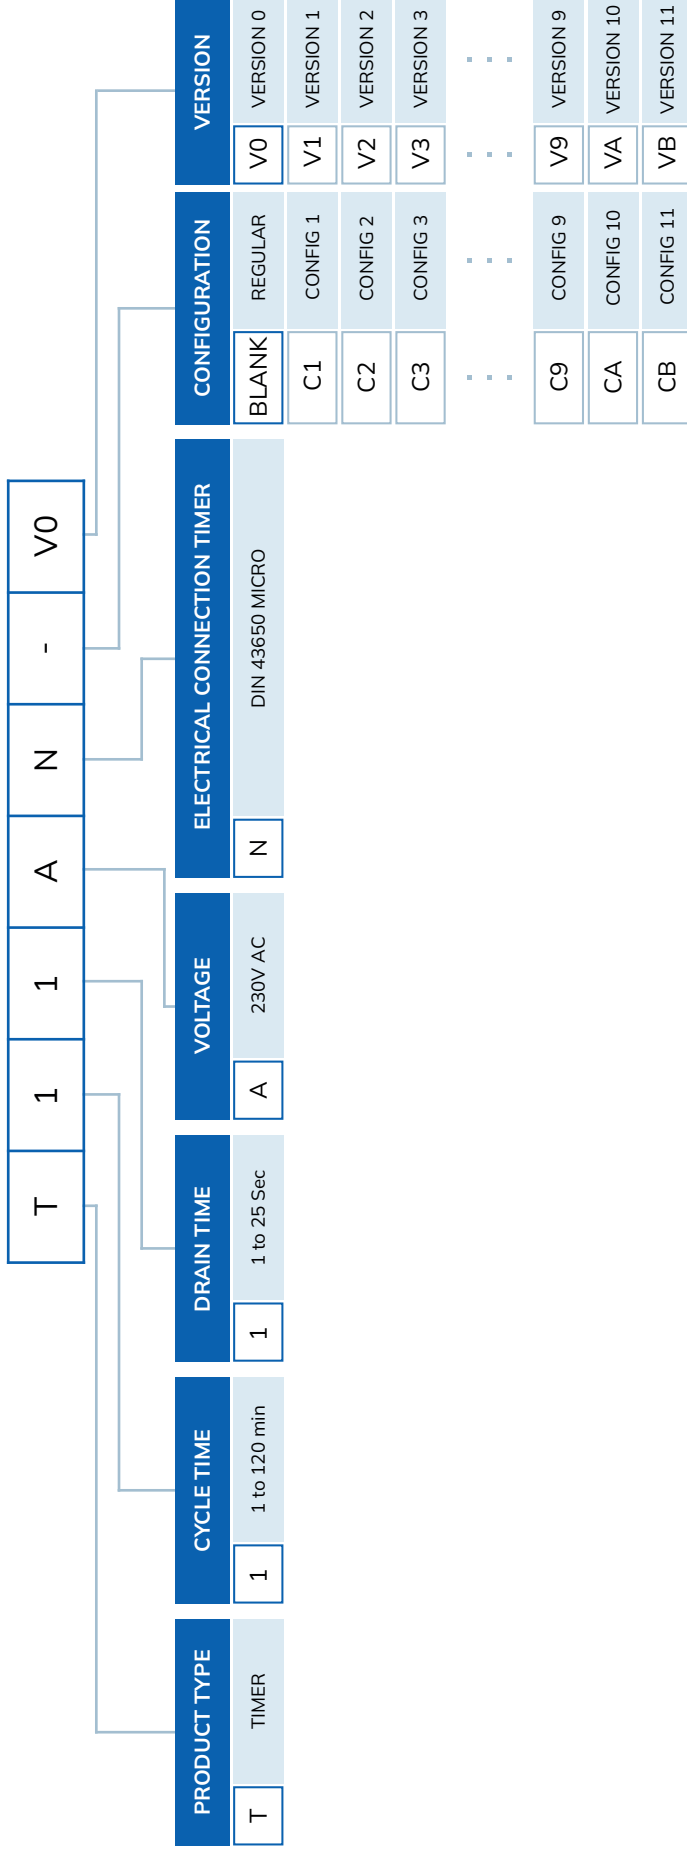 T 1 1 A N - V0
PRODUCT TYPE
T TIMER
CYCLE TIME
1 1 to 120 min
DRAIN TIME
1 1 to 25 Sec
VOLTAGE
A 230V AC
ELECTRICAL CONNECTION TIMER
N DIN 43650 MICRO
CONFIGURATION
BLANK REGULAR
C1 CONFIG 1
C2 CONFIG 2
C3 CONFIG 3
. . . . . .
C9 CONFIG 9
CA CONFIG 10
CB CONFIG 11
VERSION
V0 VERSION 0
V1 VERSION 1
V2 VERSION 2
V3 VERSION 3
. . . . . .
V9 VERSION 9
VA VERSION 10
VB VERSION 11